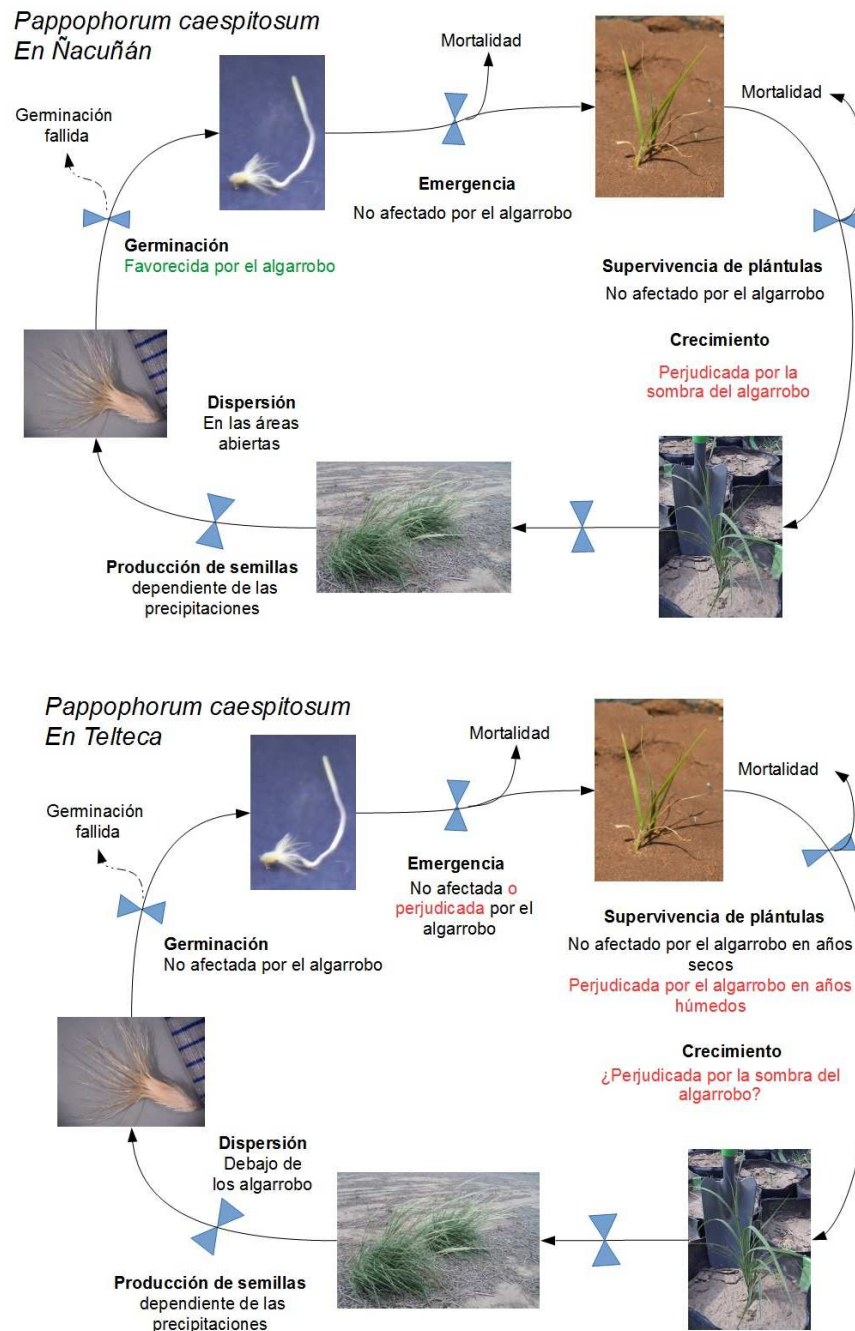 Pappophorum caespitosum
En Ñacuñán
Mortalidad
Mortalidad
Germinación
fallida
Emergencia
No afectado por el algarrobo
Germinación
Favorecida por el algarrobo
Supervivencia de plántulas
No afectado por el algarrobo
Crecimiento
Perjudicada por la
sombra del algarrobo
Dispersión
En las áreas
abiertas
Producción de semillas
dependiente de las
precipitaciones
Pappophorum caespitosum
En Telteca
Mortalidad
Mortalidad
Germinación
fallida
Emergencia
No afectada o
perjudicada por el
algarrobo
Germinación
No afectada por el algarrobo
Supervivencia de plántulas
No afectado por el algarrobo en años
secos
Perjudicada por el algarrobo en años
húmedos
Crecimiento
¿Perjudicada por la sombra del
algarrobo?
Dispersión
Debajo de
los algarrobo
Producción de semillas
dependiente de las
precipitaciones